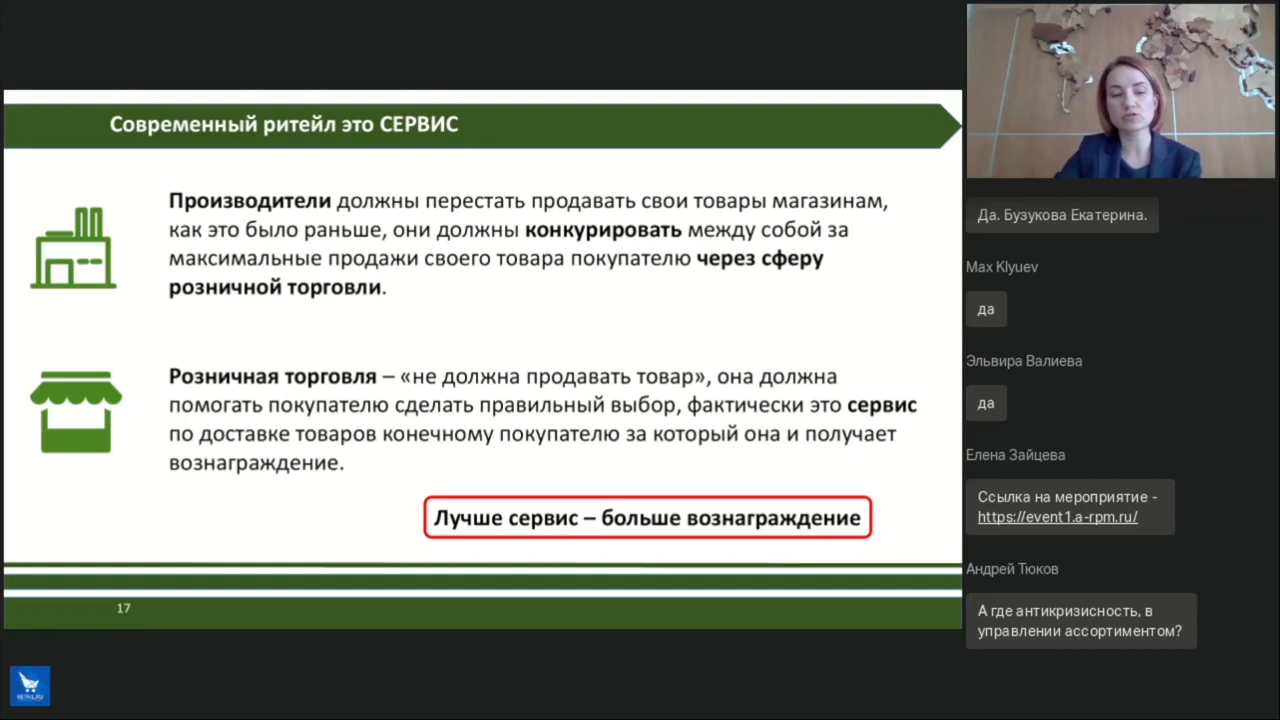 Современный ритейл это СЕРВИС
Производители должны перестать продавать свои товары магазинам,
как это было раньше, они должны конкурировать между собой за
максимальные продажи своего товара покупателю через сферу
розничной торговли.
Розничная торговля – «не должна продавать товар», она должна
помогать покупателю сделать правильный выбор, фактически это сервис
по доставке товаров конечному покупателю за который она и получает
вознаграждение.
Лучше сервис – больше вознаграждение
17
RETAIL.RU
Да. Бузукова Екатерина.
Max Klyuev
да
Эльвира Валиева
да
Елена Зайцева
Ссылка на мероприятие -
https://event1.a-rpm.ru/
Андрей Тюков
А где антикризисность, в
управлении ассортиментом?